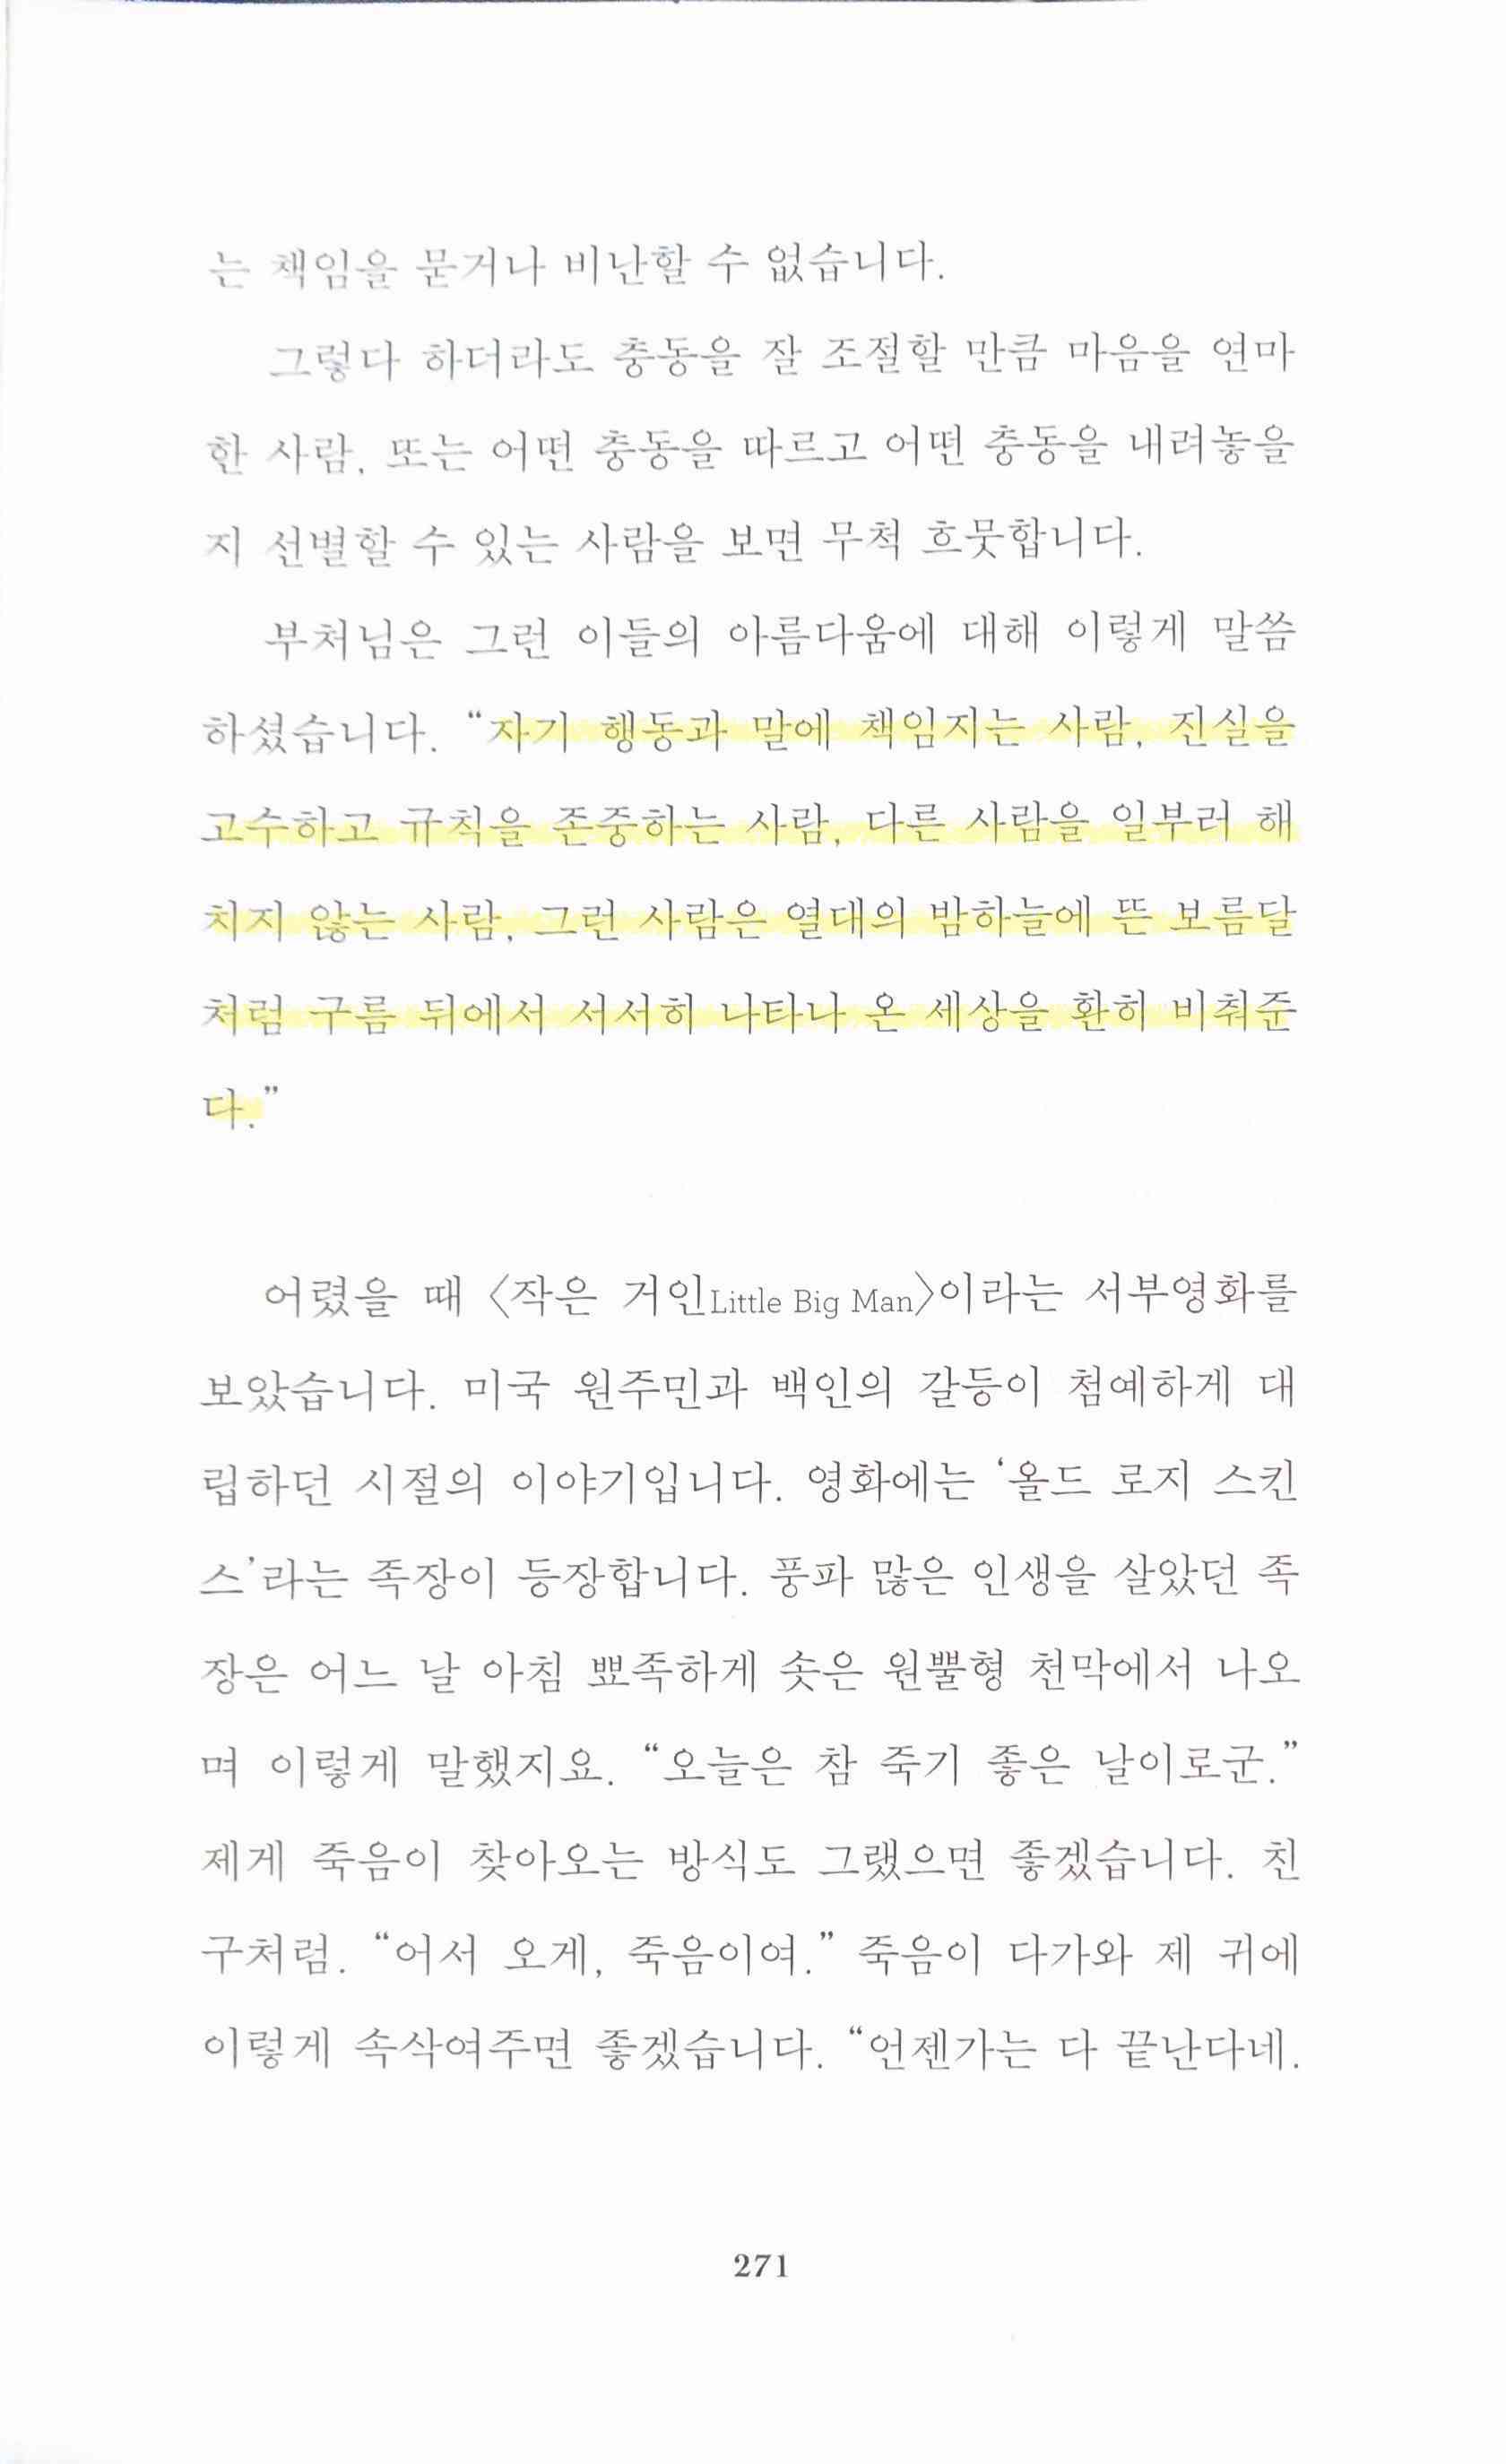 는 책임을 묻거나 비난할 수 없습니다.
그렇다 하더라도 충동을 잘 조절할 만큼 마음을 연마
한 사람, 또는 어떤 충동을 따르고 어떤 충동을 내려놓을
지 선별할 수 있는 사람을 보면 무척 흐뭇합니다.
부처님은 그런 이들의 아름다움에 대해 이렇게 말씀
하셨습니다. “자기 행동과 말에 책임지는 사람, 진실을
고수하고 규칙을 존중하는 사람, 다른 사람을 일부러 해
치지 않는 사람, 그런 사람은 열대의 밤하늘에 뜬 보름달
처럼 구름 뒤에서 서서히 나타나 온 세상을 환히 비춰준
다.”
어렸을 때 〈작은 거인Little Big Man〉이라는 서부영화를
보았습니다. 미국 원주민과 백인의 갈등이 첨예하게 대
립하던 시절의 이야기입니다. 영화에는 ‘올드 로지 스킨
스’라는 족장이 등장합니다. 풍파 많은 인생을 살았던 족
장은 어느 날 아침 뾰족하게 솟은 원뿔형 천막에서 나오
며 이렇게 말했지요. “오늘은 참 죽기 좋은 날이로군.”
제게 죽음이 찾아오는 방식도 그랬으면 좋겠습니다. 친
구처럼. “어서 오게, 죽음이여.” 죽음이 다가와 제 귀에
이렇게 속삭여주면 좋겠습니다. “언젠가는 다 끝난다네.
271